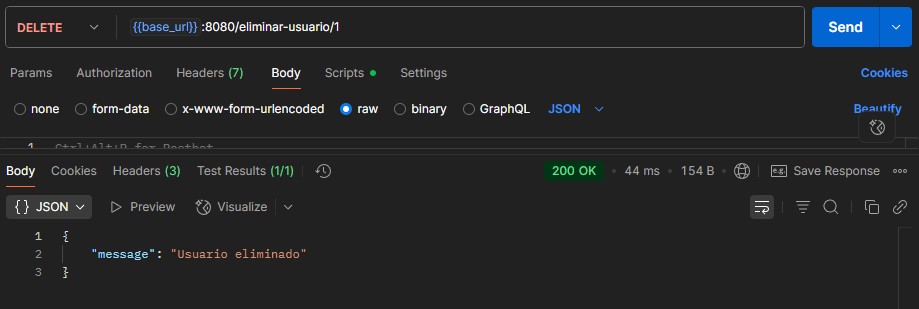 DELETE {{base_url}} :8080/eliminar-usuario/1 Send
Params Authorization Headers (7) Body Scripts Settings Cookies
none form-data x-www-form-urlencoded raw binary GraphQL JSON Beautify
1 Ctrl+Alt+P for Postbot
Body Cookies Headers (3) Test Results (1/1) 200 OK 44 ms 154 B e.g. Save Response
{} JSON Preview Visualize
1 {
2 "message": "Usuario eliminado"
3 }